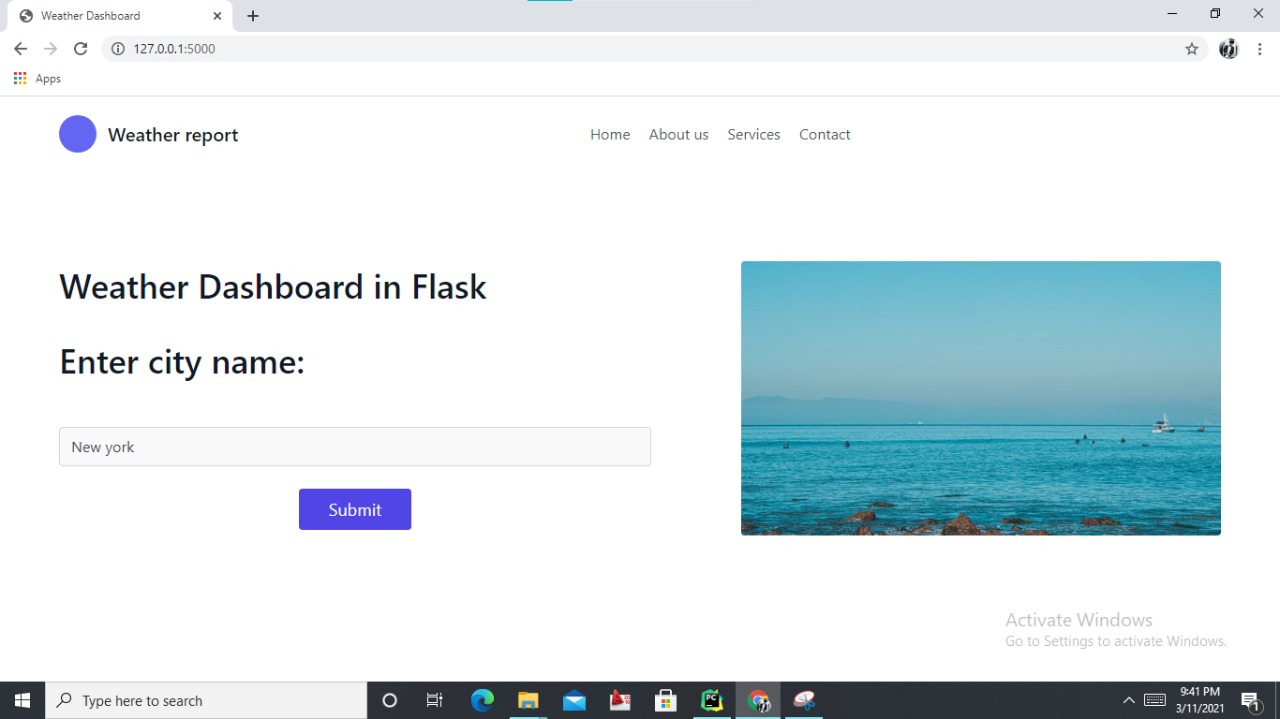 Weather Dashboard
127.0.0.1:5000
Apps
Weather report
Home About us Services Contact
Weather Dashboard in Flask
Enter city name:
New york
Submit
Activate Windows
Go to Settings to activate Windows.
Type here to search
PC
9:41 PM
3/11/2021
1